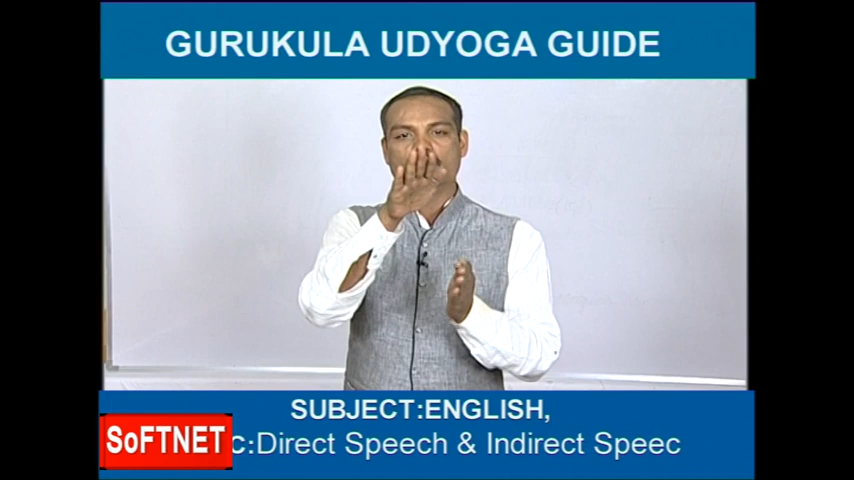 GURUKULA UDYOGA GUIDE
SUBJECT:ENGLISH,
SoFTNET C:Direct Speech & Indirect Speec